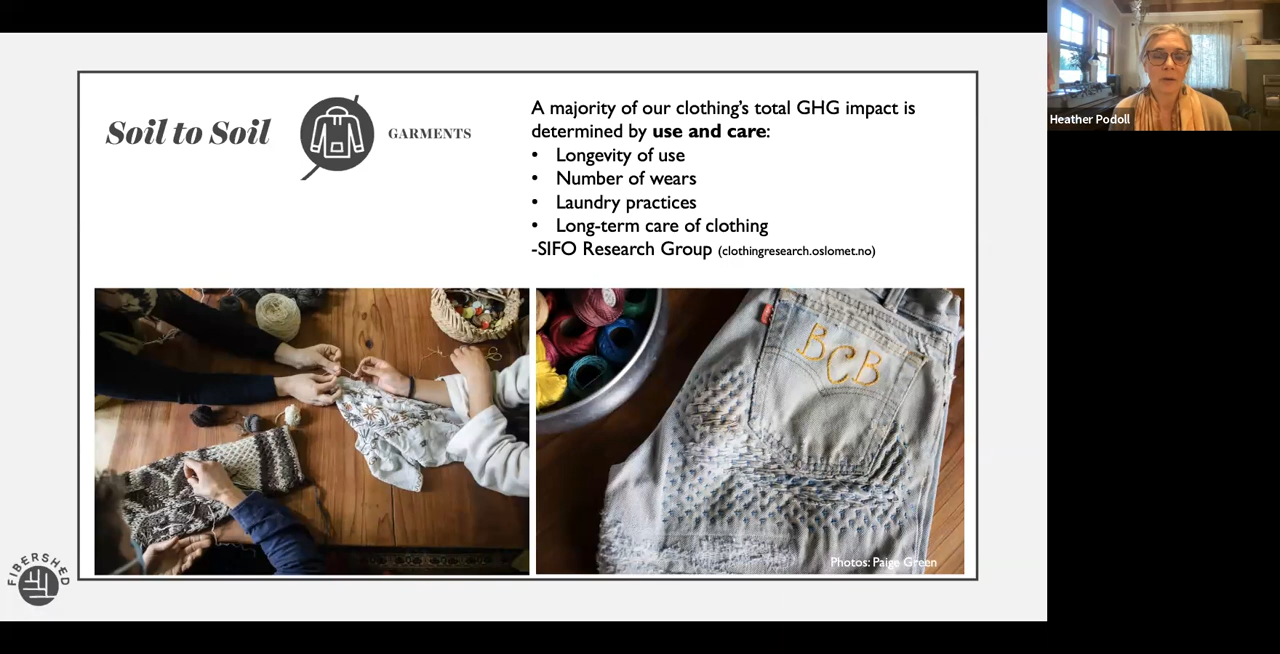 Soil to Soil
GARMENTS
A majority of our clothing's total GHG impact is
determined by use and care:
• Longevity of use
• Number of wears
• Laundry practices
• Long-term care of clothing
-SIFO Research Group (clothingresearch.oslomet.no)
BCB
Photos: Paige Green
FIBERSHED
Heather Podoll